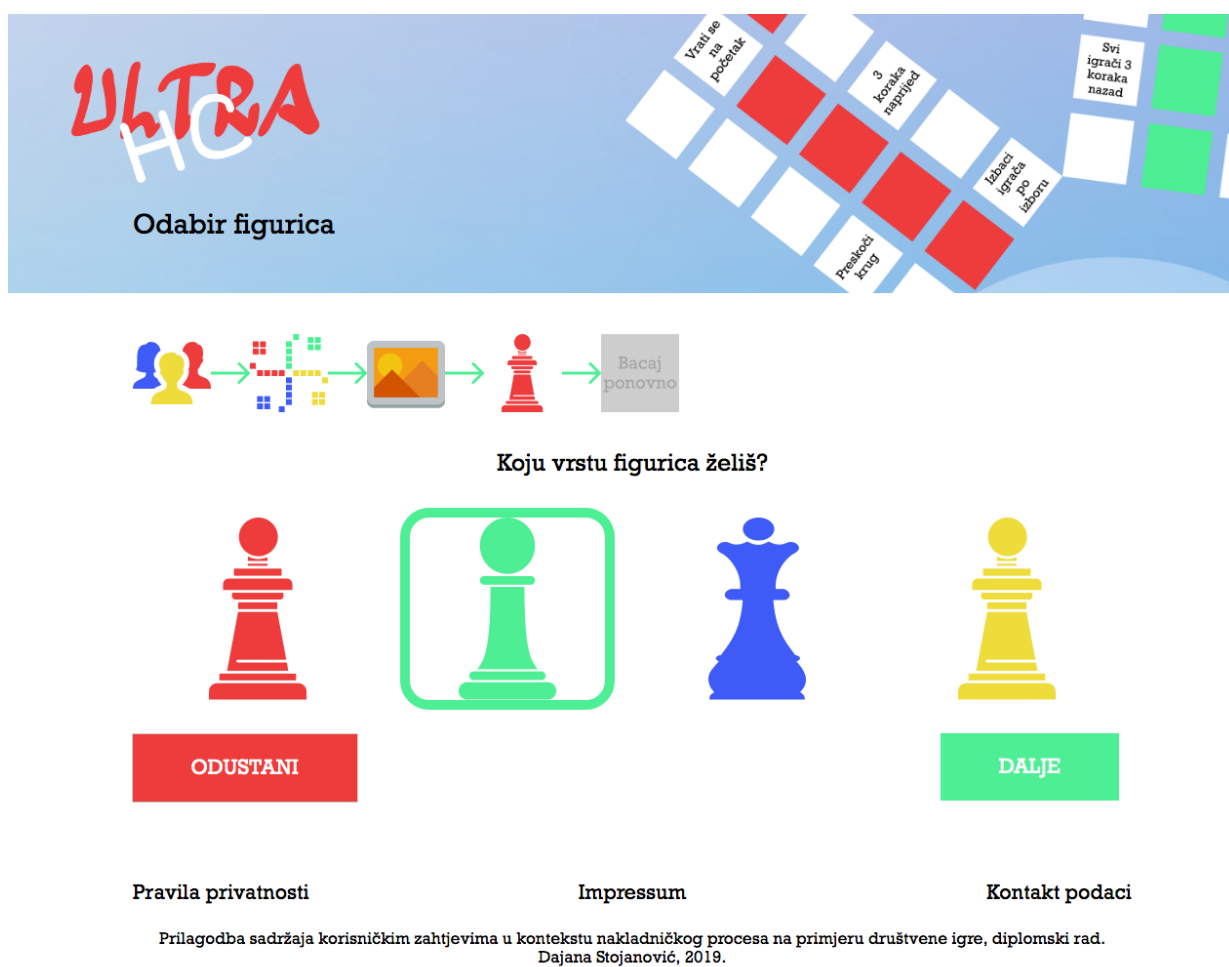 ULTRA
HC
Odabir figurica
Vrati se
na
početak
3
koraka
naprijed
Izbaci
igrača
po
izboru
Preskoči
krug
Svi
igrači 3
koraka
nazad
Bacaj
ponovno
Koju vrstu figurica želiš?
ODUSTANI
DALJE
Pravila privatnosti
Impressum
Kontakt podaci
Prilagodba sadržaja korisničkim zahtjevima u kontekstu nakladničkog procesa na primjeru društvene igre, diplomski rad.
Dajana Stojanović, 2019.